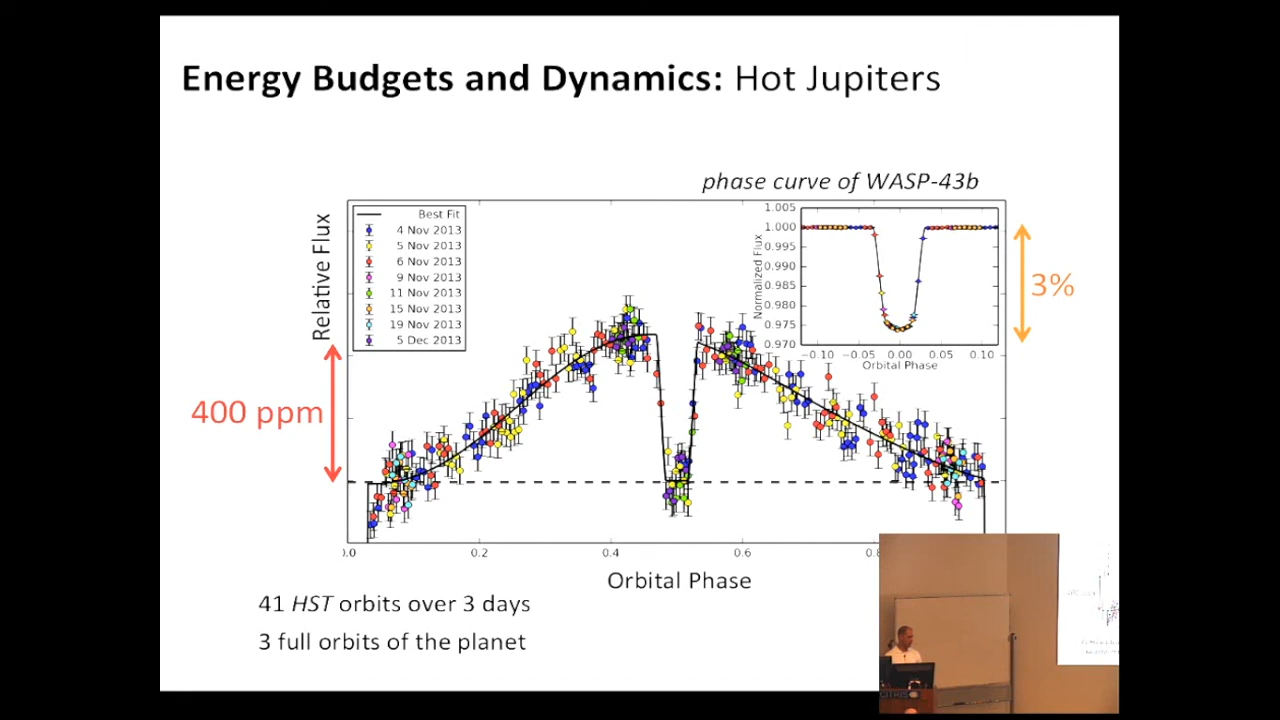 Energy Budgets and Dynamics: Hot Jupiters
phase curve of WASP-43b
Relative Flux
Best Fit
4 Nov 2013
5 Nov 2013
6 Nov 2013
9 Nov 2013
11 Nov 2013
15 Nov 2013
19 Nov 2013
5 Dec 2013
Normalized Flux
1.005
1.000
0.995
0.990
0.985
0.980
0.975
0.970
−0.10 −0.05 0.00 0.05 0.10
Orbital Phase
3%
400 ppm
0.2 0.4 0.6
Orbital Phase
41 HST orbits over 3 days
3 full orbits of the planet
CITRIS